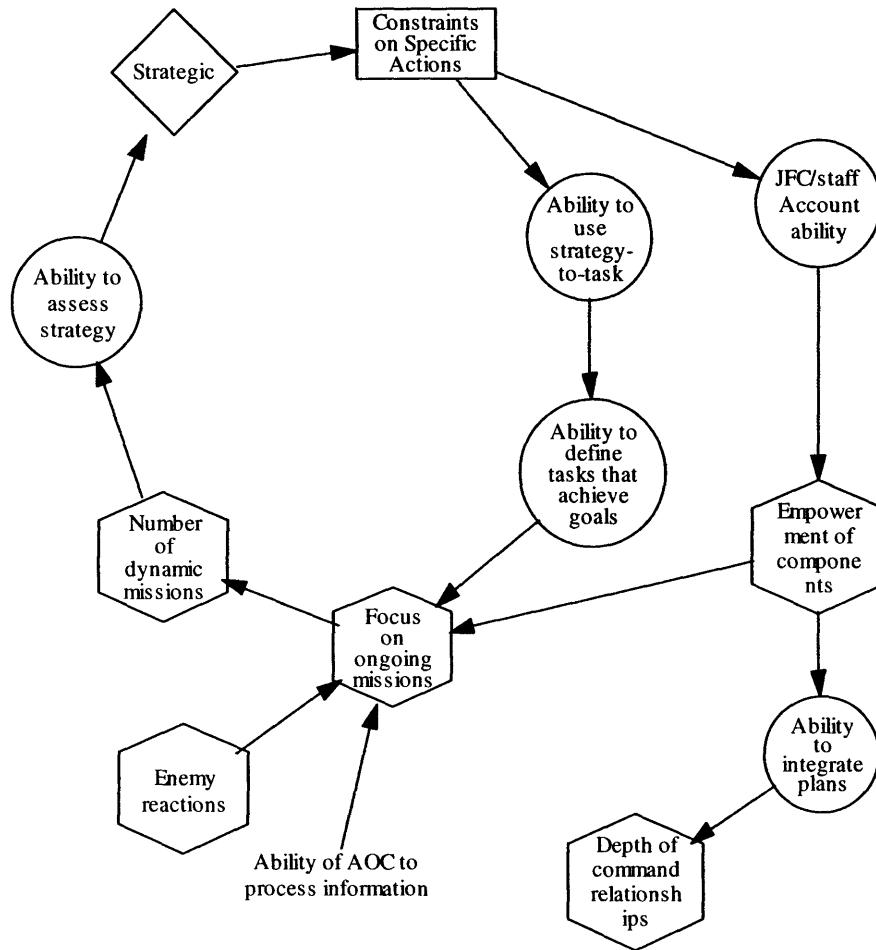 Constraints
on Specific
Actions
Strategic
JFC/staff
Account
ability
Ability to
use
strategy-
to-task
Ability to
assess
strategy
Ability to
define
tasks that
achieve
goals
Number
of
dynamic
missions
Empower
ment of
compone
nts
Focus
on
ongoing
missions
Ability
to
integrate
plans
Enemy
reactions
Ability of AOC to
process information
Depth of
command
relationsh
ips